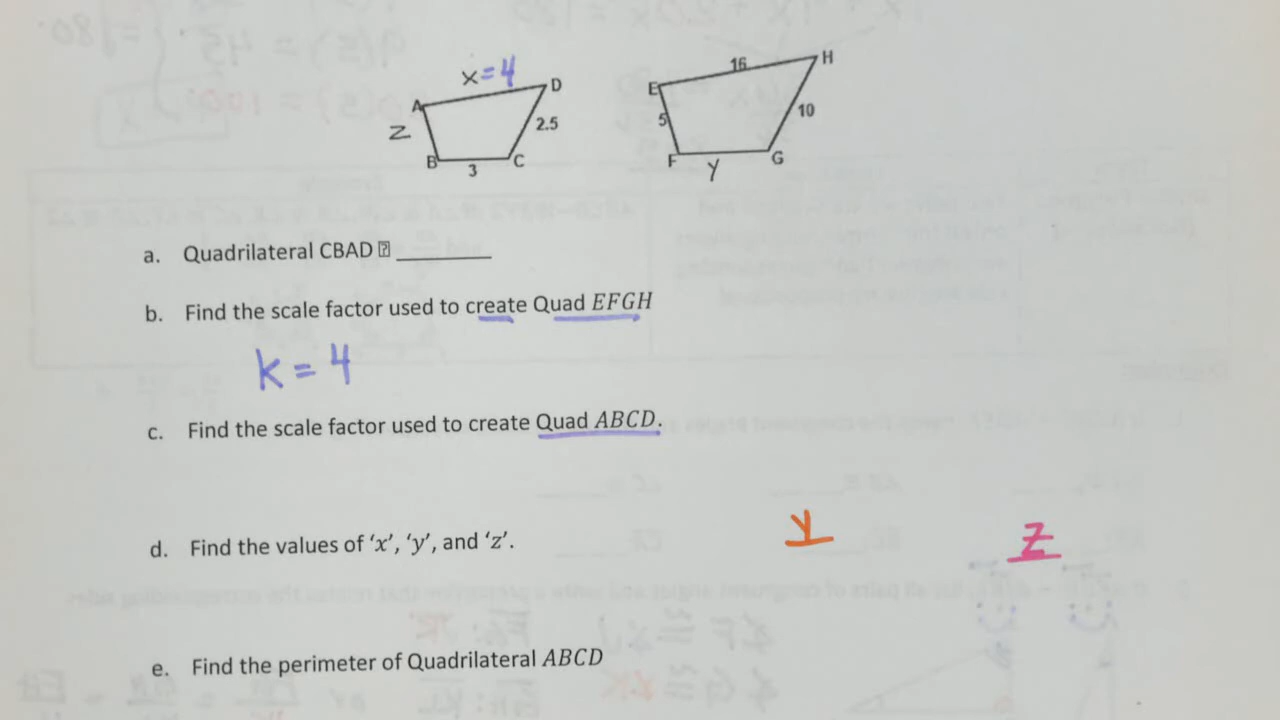 x=4
A
D
z
2.5
B
3
C
16
H
E
5
10
F
y
G
a. Quadrilateral CBAD ⍰ ________
b. Find the scale factor used to create Quad EFGH
k = 4
c. Find the scale factor used to create Quad ABCD.
d. Find the values of ‘x’, ‘y’, and ‘z’.
Y
Z
e. Find the perimeter of Quadrilateral ABCD